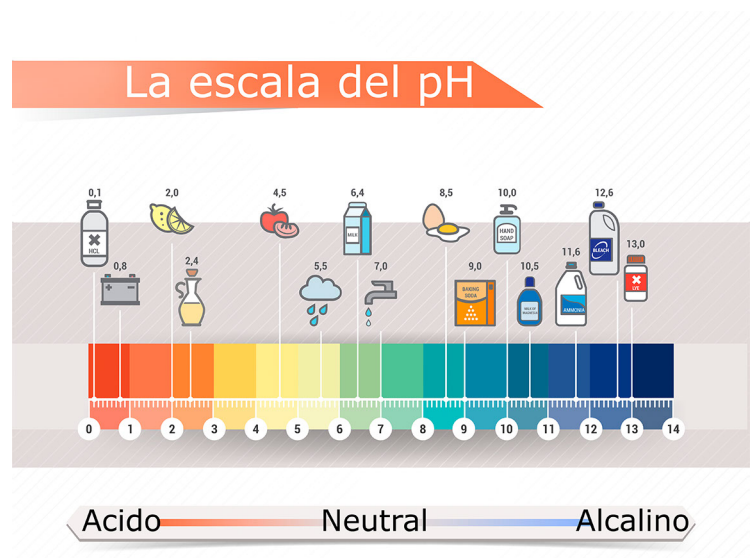 La escala del pH
0,1 2,0 4,5 6,4 8,5 10,0 12,6
HCL MILK HAND SOAP BLEACH
0,8 2,4 5,5 7,0 9,0 10,5 11,6 13,0
BAKING SODA MILK OF MAGNESIA AMMONIA LYE
0 1 2 3 4 5 6 7 8 9 10 11 12 13 14
Acido Neutral Alcalino